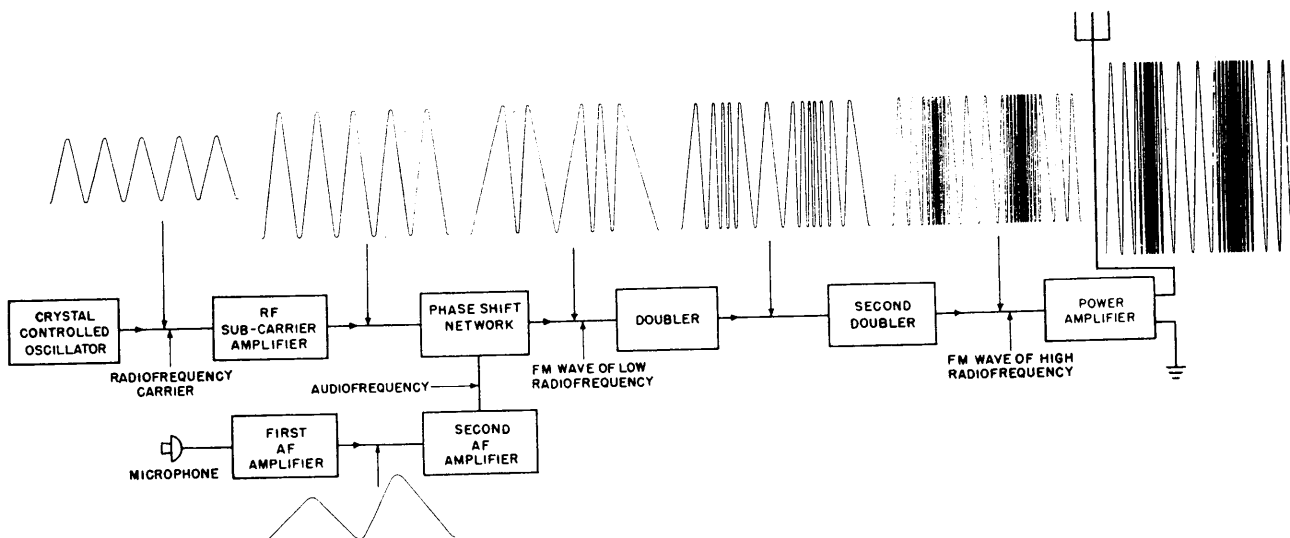 CRYSTAL
CONTROLLED
OSCILLATOR
RADIOFREQUENCY
CARRIER
RF
SUB-CARRIER
AMPLIFIER
PHASE SHIFT
NETWORK
FM WAVE OF LOW
RADIOFREQUENCY
DOUBLER
SECOND
DOUBLER
FM WAVE OF HIGH
RADIOFREQUENCY
POWER
AMPLIFIER
AUDIOFREQUENCY
MICROPHONE
FIRST
AF
AMPLIFIER
SECOND
AF
AMPLIFIER